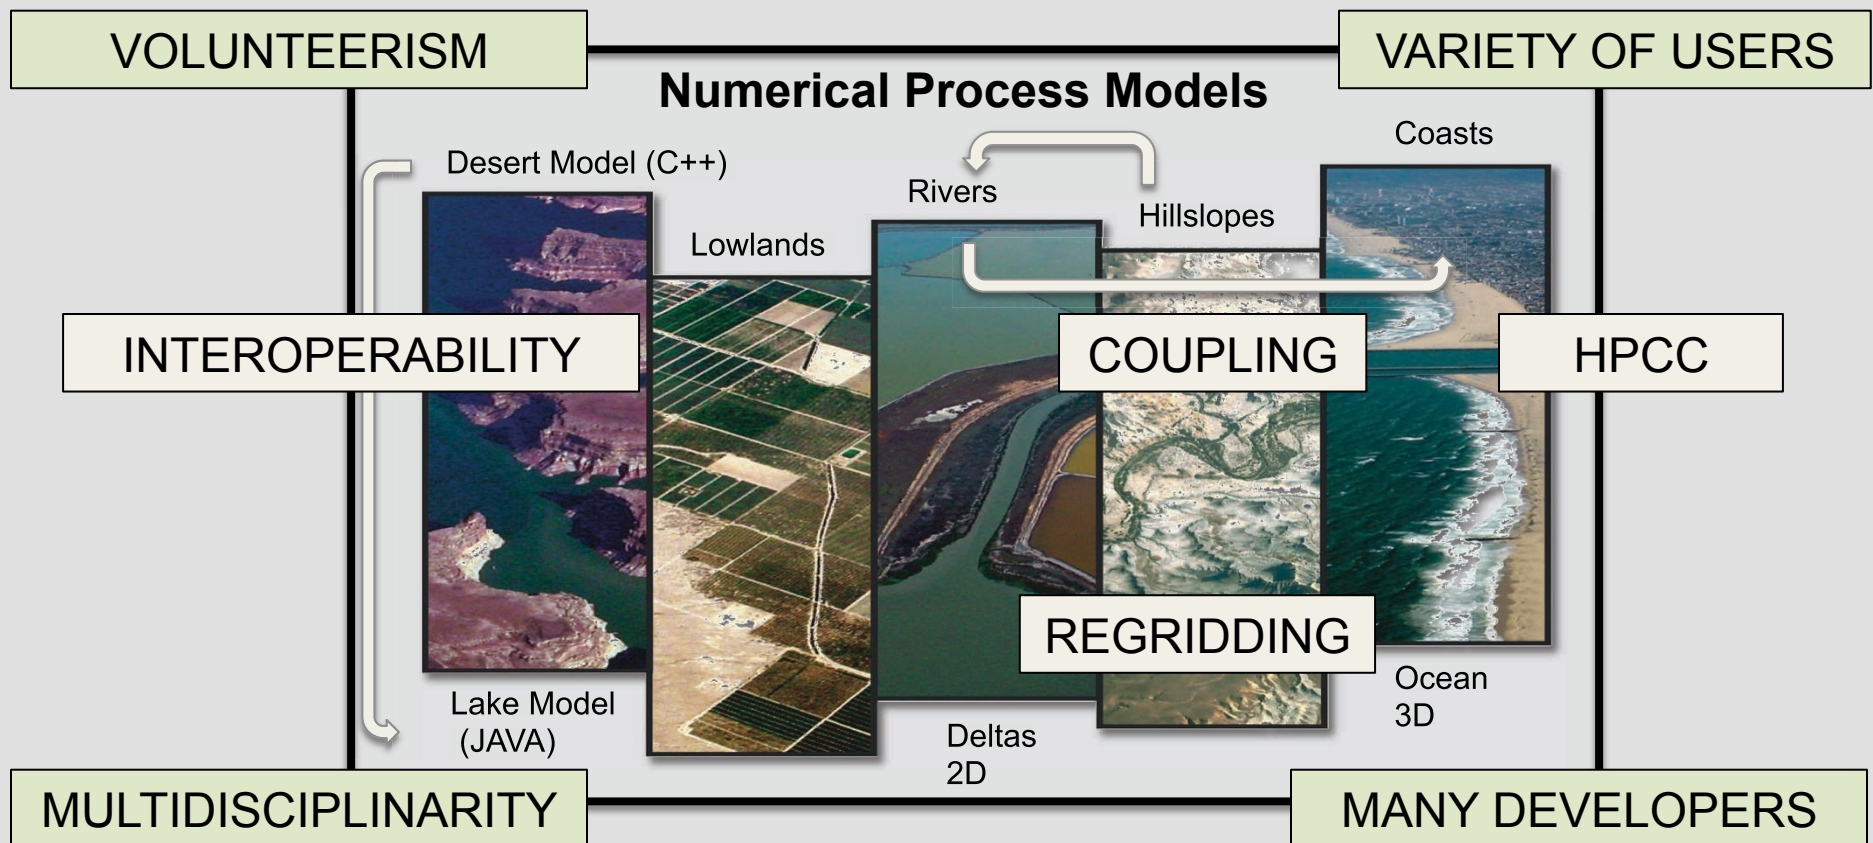 VOLUNTEERISM
VARIETY OF USERS
Numerical Process Models
Coasts
Desert Model (C++)
Rivers
Hillslopes
Lowlands
INTEROPERABILITY
COUPLING
HPCC
REGRIDDING
Lake Model
(JAVA)
Deltas
2D
Ocean
3D
MULTIDISCIPLINARITY
MANY DEVELOPERS